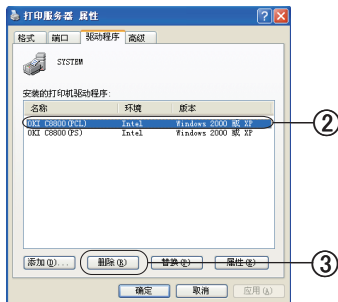 打印服务器 属性
格式 端口 驱动程序 高级
SYSTEM
安装的打印机驱动程序:
名称 环境 版本
OKI C8800(PCL) Intel Windows 2000 或 XP
OKI C8800(PS) Intel Windows 2000 或 XP
②
添加(D)... 删除(R) 替换(P) 属性(E)
③
确定 取消 应用(A)